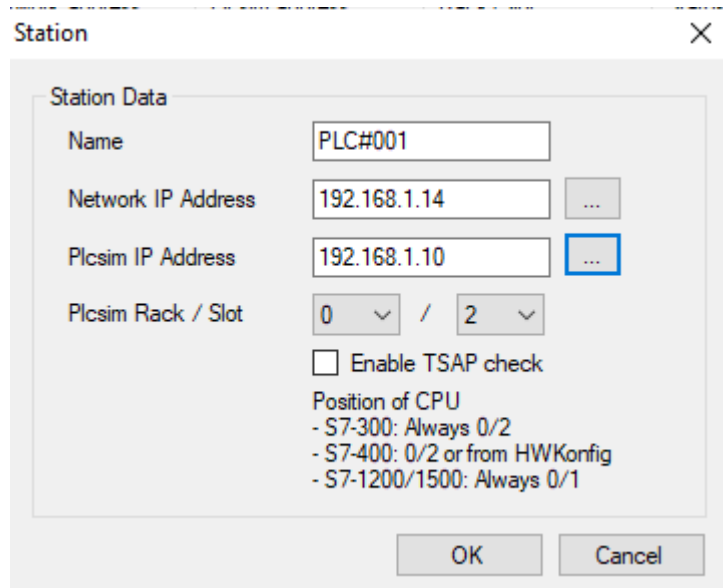 Station
Station Data
Name PLC#001
Network IP Address 192.168.1.14 ...
Plcsim IP Address 192.168.1.10 ...
Plcsim Rack / Slot 0 / 2
Enable TSAP check
Position of CPU
- S7-300: Always 0/2
- S7-400: 0/2 or from HWKonfig
- S7-1200/1500: Always 0/1
OK Cancel